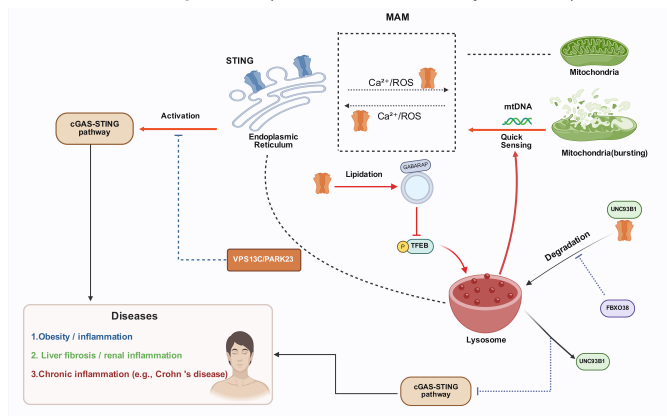 MAM
STING
Ca²⁺/ROS
Ca²⁺/ROS
Mitochondria
mtDNA
Quick
Sensing
Mitochondria(bursting)
Activation
cGAS-STING
pathway
Endoplasmic
Reticulum
Lipidation
GABARAP
P
TFEB
UNC93B1
Degradation
VPS13C/PARK23
FBXO38
Lysosome
UNC93B1
Diseases
1.Obesity / inflammation
2. Liver fibrosis / renal inflammation
3.Chronic inflammation (e.g., Crohn 's disease)
cGAS-STING
pathway